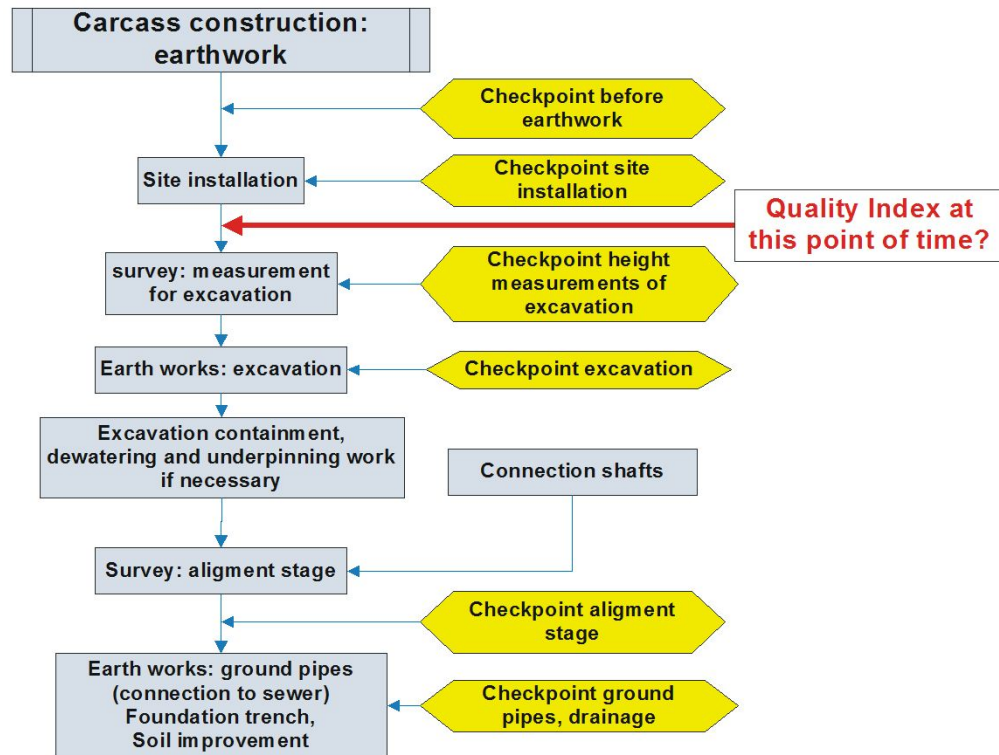 Carcass construction:
earthwork
Checkpoint before
earthwork
Site installation
Checkpoint site
installation
Quality Index at
this point of time?
survey: measurement
for excavation
Checkpoint height
measurements of
excavation
Earth works: excavation
Checkpoint excavation
Excavation containment,
dewatering and underpinning work
if necessary
Connection shafts
Survey: aligment stage
Checkpoint aligment
stage
Earth works: ground pipes
(connection to sewer)
Foundation trench,
Soil improvement
Checkpoint ground
pipes, drainage